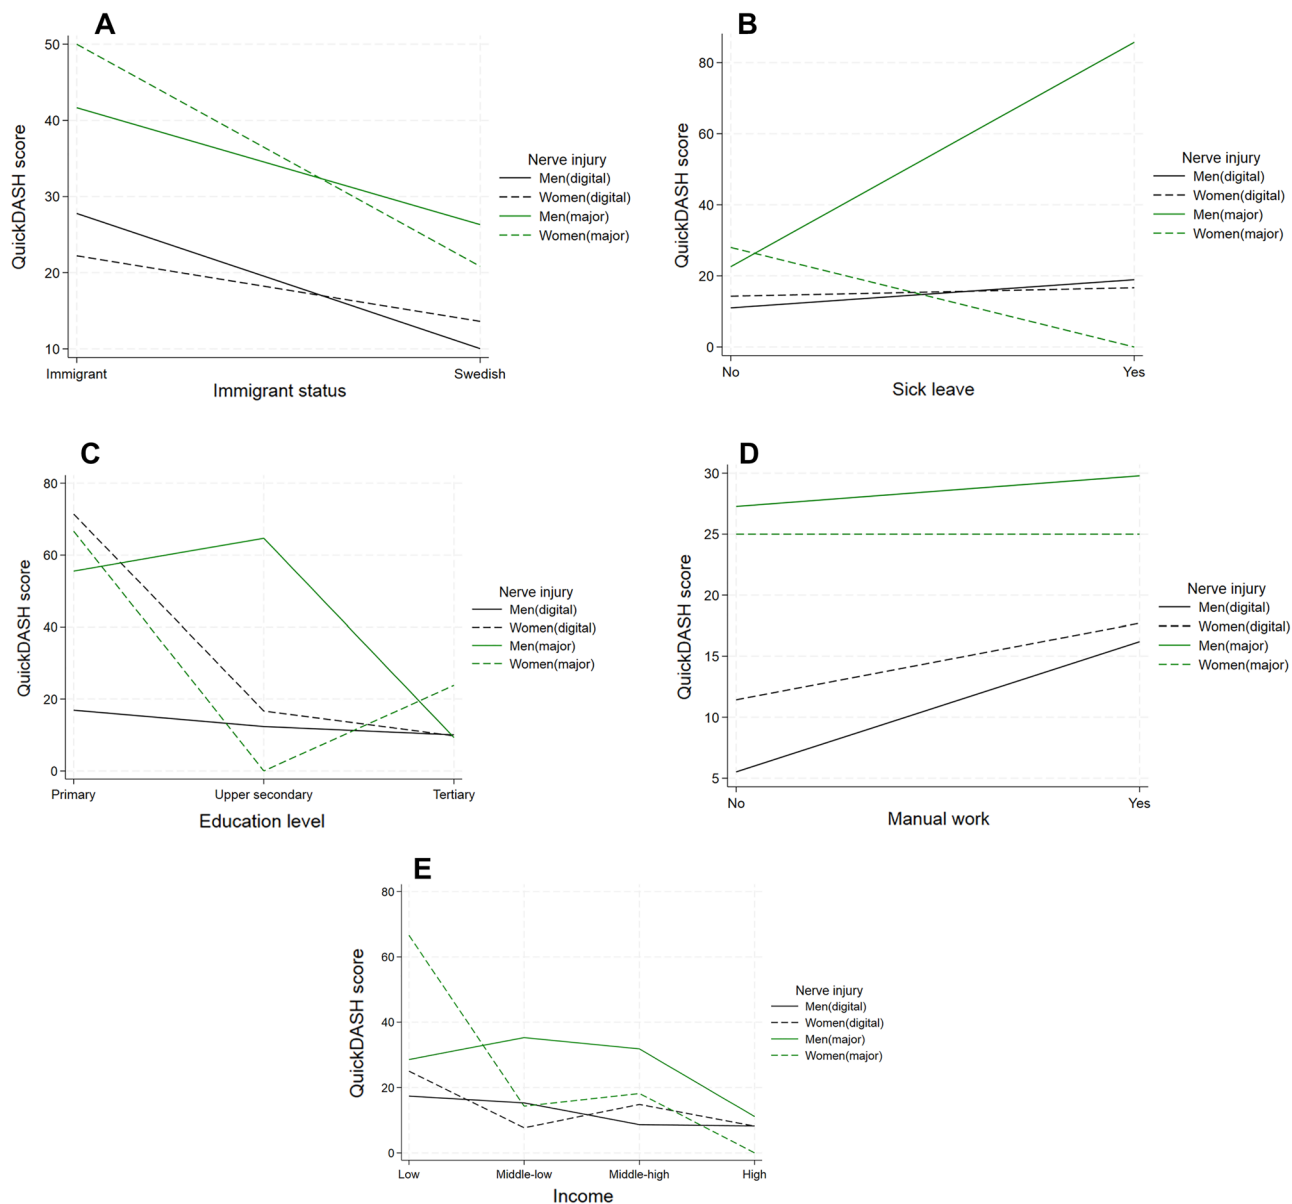 A
QuickDASH score
50
40
30
20
10
Immigrant Swedish
Immigrant status
Nerve injury
Men(digital)
Women(digital)
Men(major)
Women(major)
B
QuickDASH score
80
60
40
20
0
No Yes
Sick leave
Nerve injury
Men(digital)
Women(digital)
Men(major)
Women(major)
C
QuickDASH score
80
60
40
20
0
Primary Upper secondary Tertiary
Education level
Nerve injury
Men(digital)
Women(digital)
Men(major)
Women(major)
D
QuickDASH score
30
25
20
15
10
5
No Yes
Manual work
Nerve injury
Men(digital)
Women(digital)
Men(major)
Women(major)
E
QuickDASH score
80
60
40
20
0
Low Middle-low Middle-high High
Income
Nerve injury
Men(digital)
Women(digital)
Men(major)
Women(major)